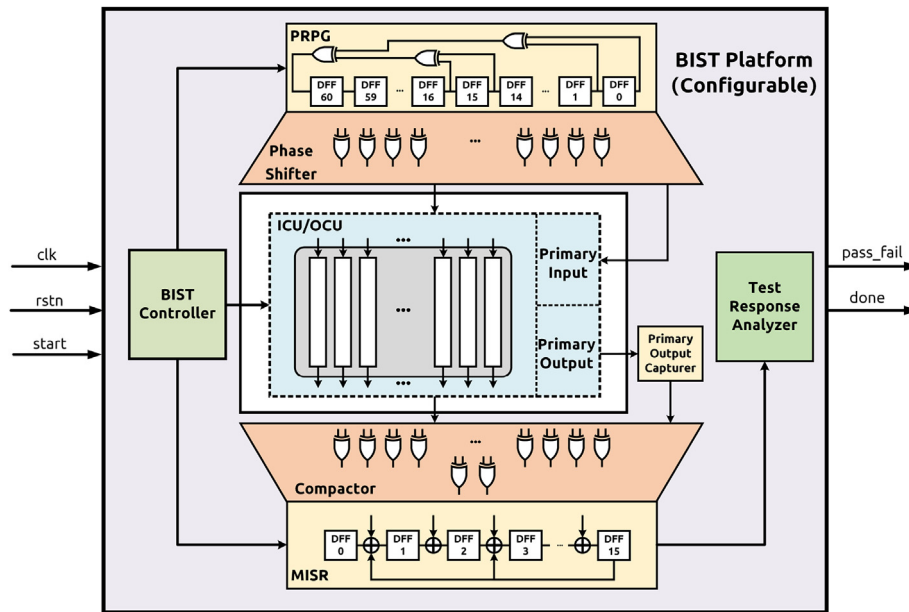 PRPG
BIST Platform
(Configurable)
DFF
60
DFF
59
...
DFF
16
DFF
15
DFF
14
...
DFF
1
DFF
0
Phase
Shifter
...
ICU/OCU
...
...
...
Primary
Input
Primary
Output
clk
rstn
start
BIST
Controller
Primary
Output
Capturer
Test
Response
Analyzer
pass_fail
done
...
Compactor
DFF
0
DFF
1
DFF
2
DFF
3
...
DFF
15
MISR